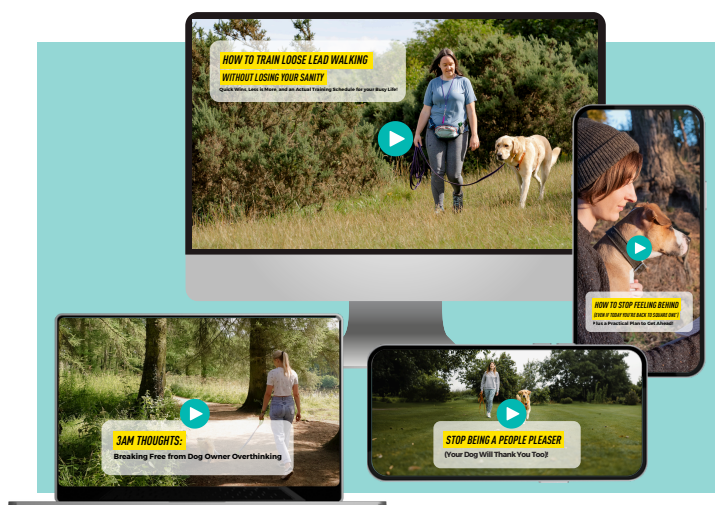 HOW TO TRAIN LOOSE LEAD WALKING
WITHOUT LOSING YOUR SANITY
Quick Wins, Less is More, and an Actual Training Schedule for your Busy Life!
HOW TO STOP FEELING BEHIND
(EVEN IF TODAY YOU'RE BACK TO SQUARE ONE)
Plus a Practical Plan to Get Ahead!
3AM THOUGHTS:
Breaking Free from Dog Owner Overthinking
STOP BEING A PEOPLE PLEASER
(Your Dog Will Thank You Too)!